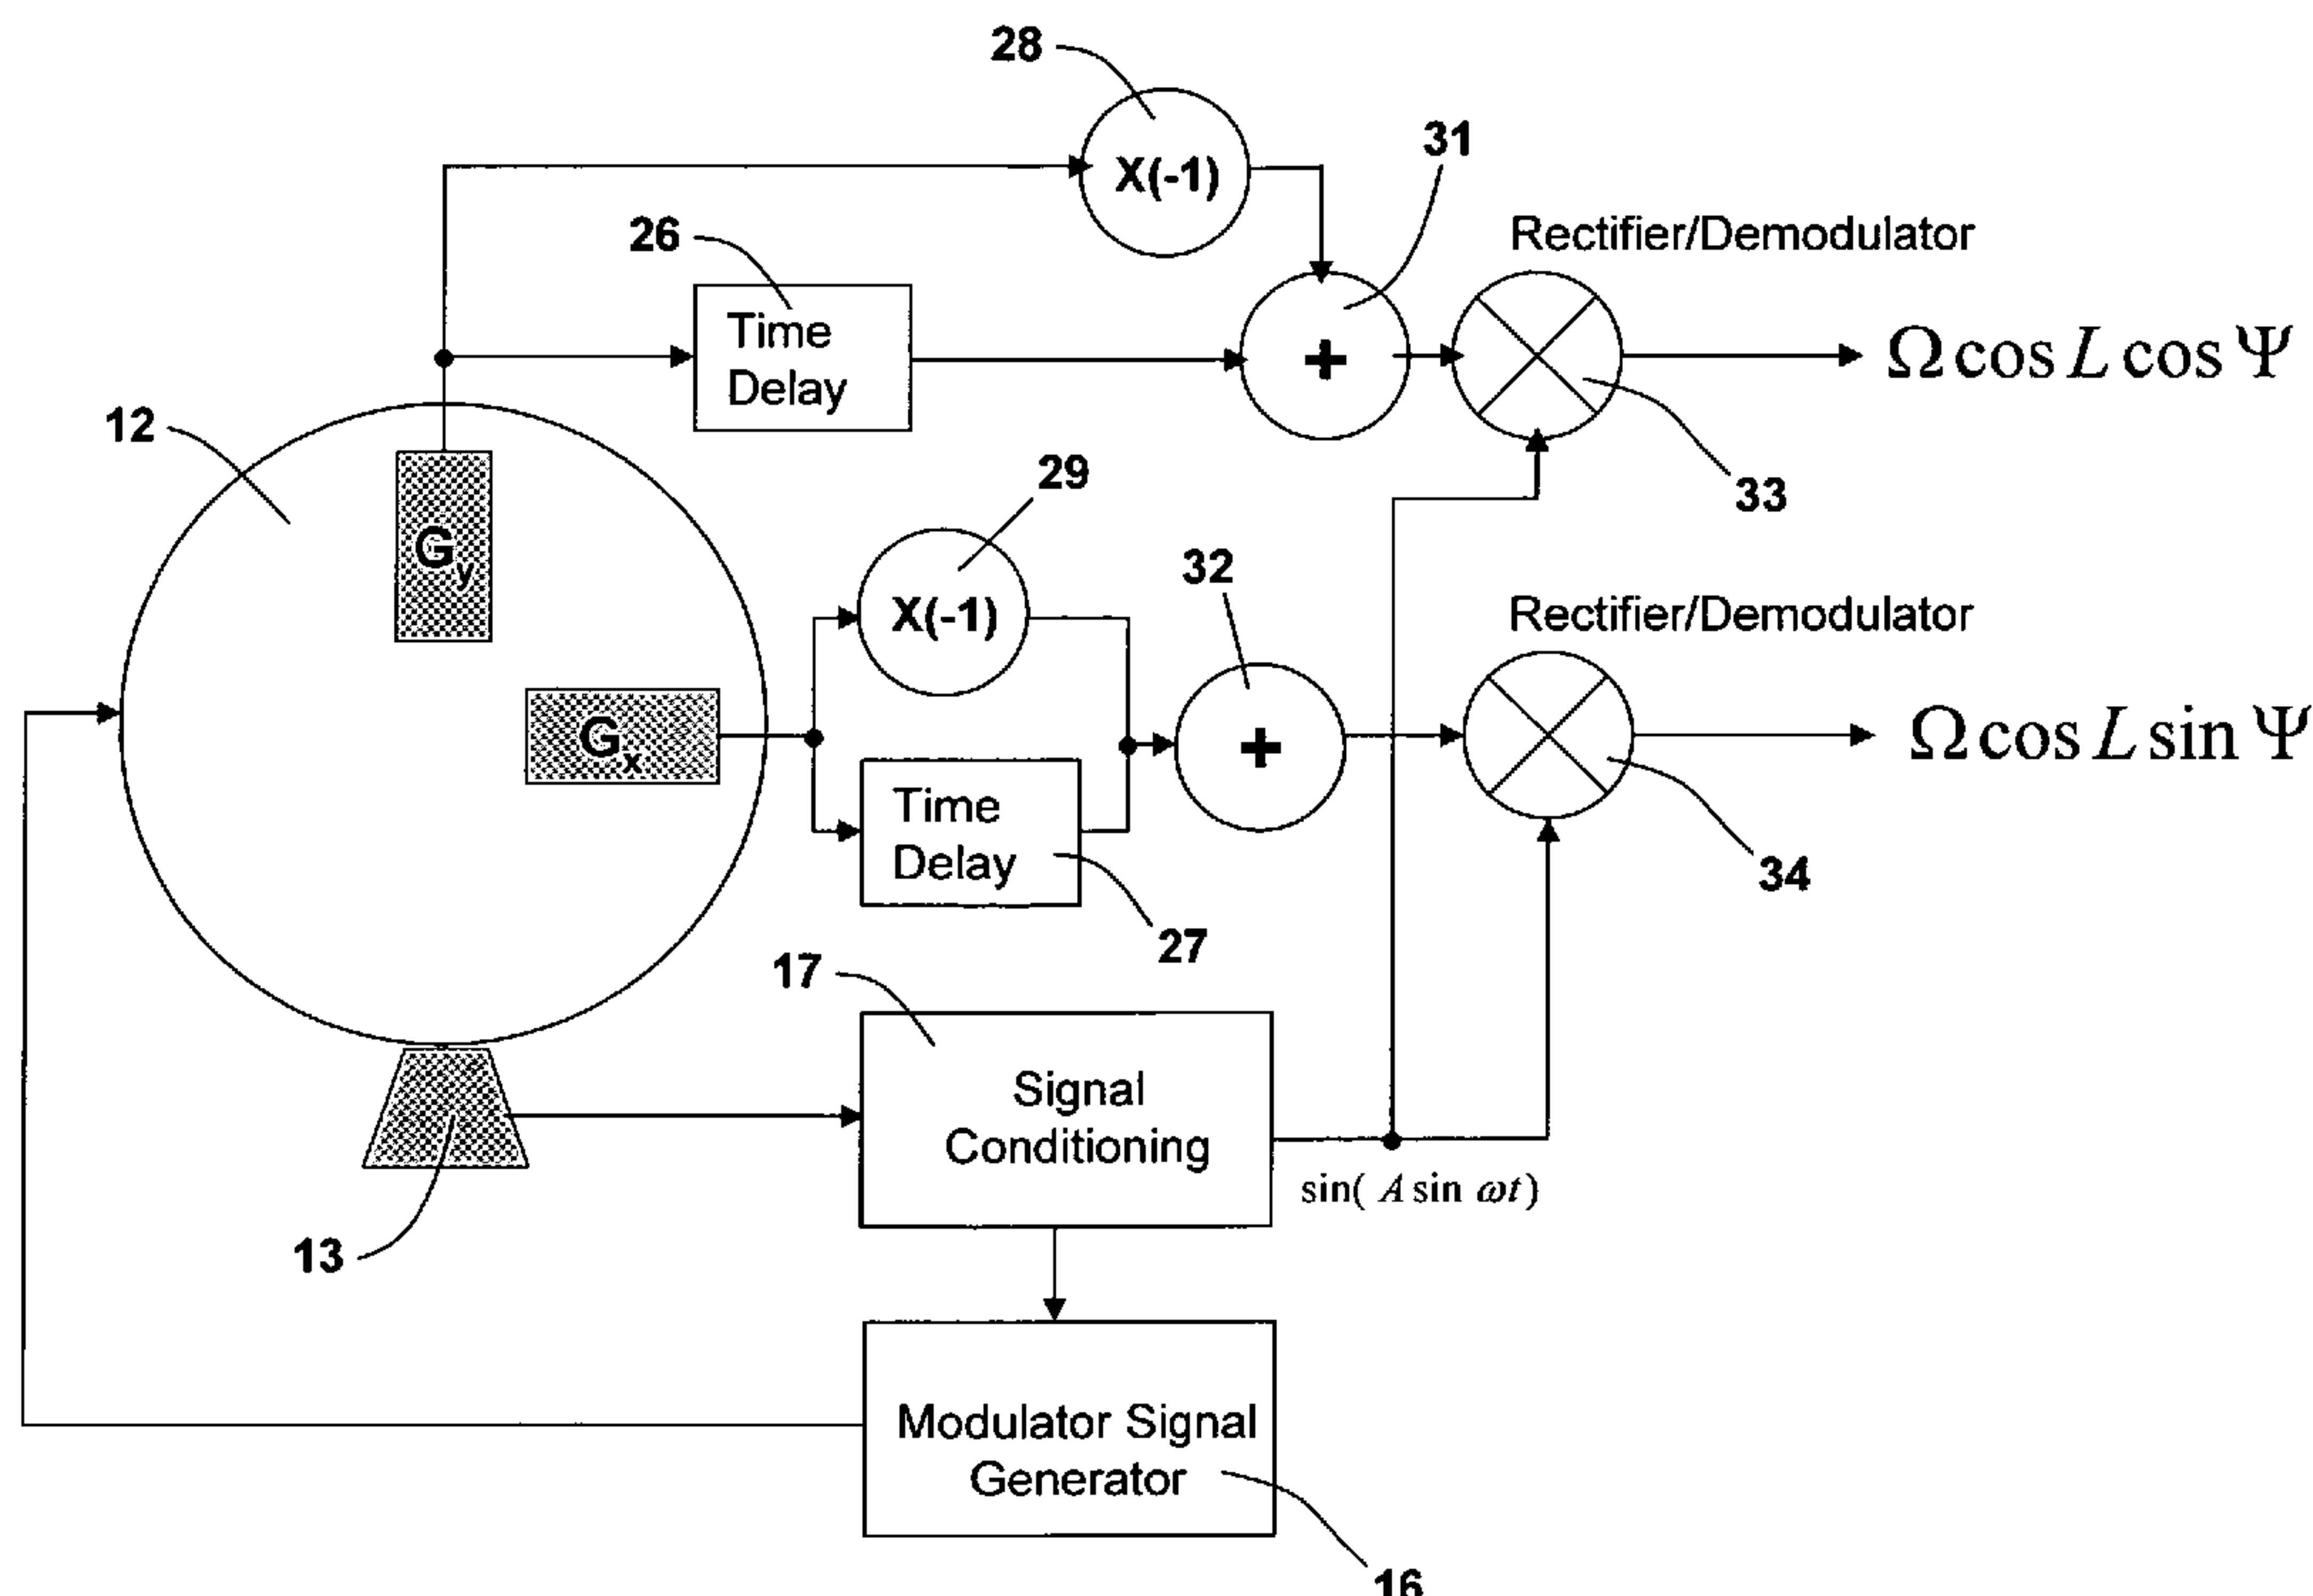 28
X(-1)
31
26
Rectifier/Demodulator
Time
Delay
+
Ω cos L cos Ψ
12
33
G_y
29
X(-1)
32
Rectifier/Demodulator
G_x
+
Ω cos L sin Ψ
Time
Delay
34
27
17
Signal
Conditioning
sin( A sin ωt)
13
Modulator Signal
Generator
16